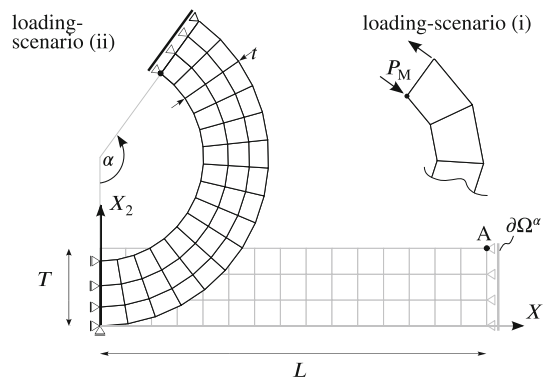 loading-
scenario (ii)
loading-scenario (i)
t
P_M
α
X_2
A
∂Ω^α
T
X
L